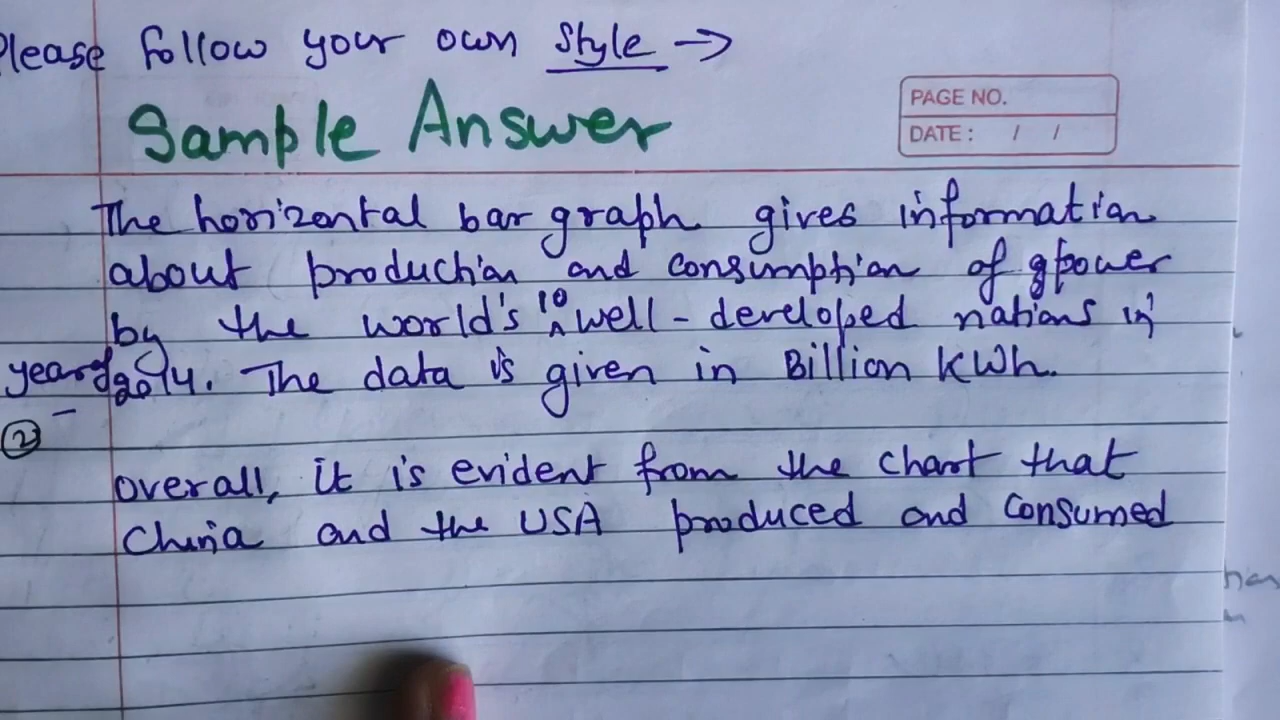 Please follow your own style →
Sample Answer
PAGE NO.
DATE: / /
The horizental bar graph gives information
about production and consumption of power
by the world's 10 well-developed nations in
year of 2014. The data is given in Billion KWh.
2
overall, it is evident from the chart that
China and the USA produced and consumed